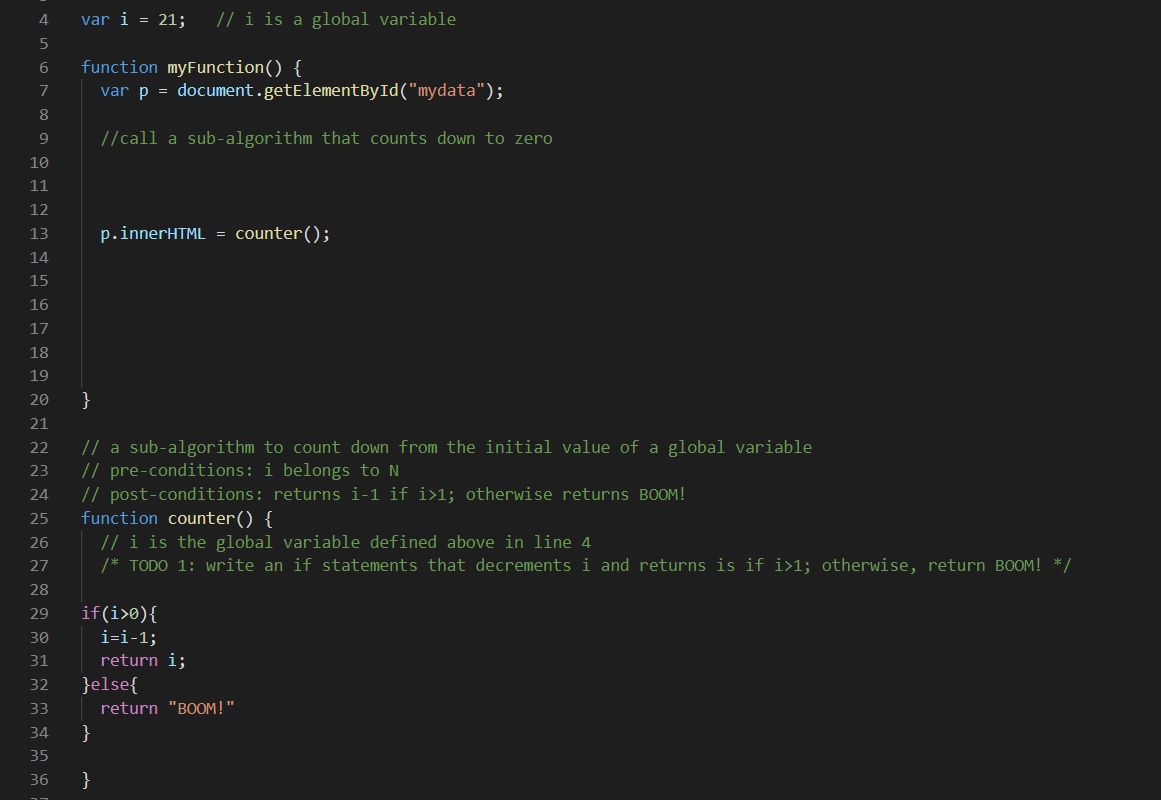 4 var i = 21;   // i is a global variable
5
6 function myFunction() {
7   var p = document.getElementById("mydata");
8
9   //call a sub-algorithm that counts down to zero
10
11
12
13   p.innerHTML = counter();
14
15
16
17
18
19
20 }
21
22 // a sub-algorithm to count down from the initial value of a global variable
23 // pre-conditions: i belongs to N
24 // post-conditions: returns i-1 if i>1; otherwise returns BOOM!
25 function counter() {
26   // i is the global variable defined above in line 4
27   /* TODO 1: write an if statements that decrements i and returns is if i>1; otherwise, return BOOM! */
28
29 if(i>0){
30   i=i-1;
31   return i;
32 }else{
33   return "BOOM!"
34 }
35
36 }